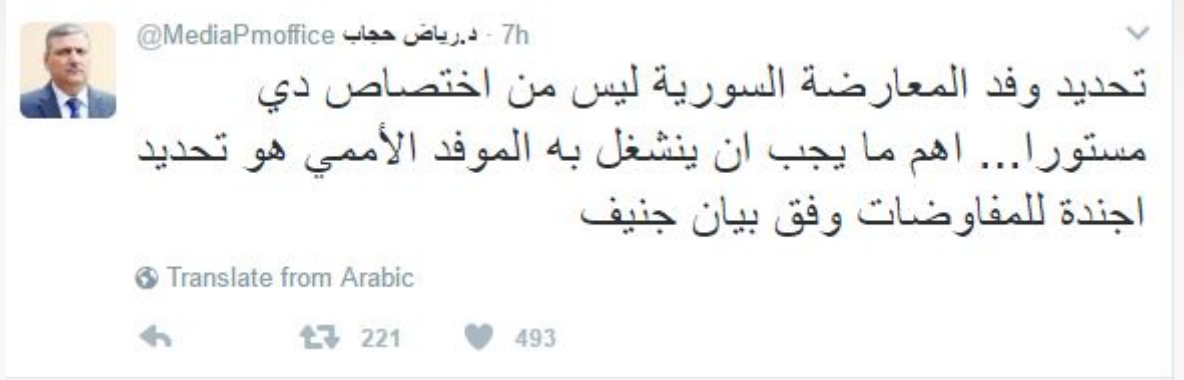 د.رياض حجاب @MediaPmoffice · 7h
تحديد وفد المعارضة السورية ليس من اختصاص دي
مستورا... اهم ما يجب ان ينشغل به الموفد الأممي هو تحديد
اجندة للمفاوضات وفق بيان جنيف
Translate from Arabic
221 493